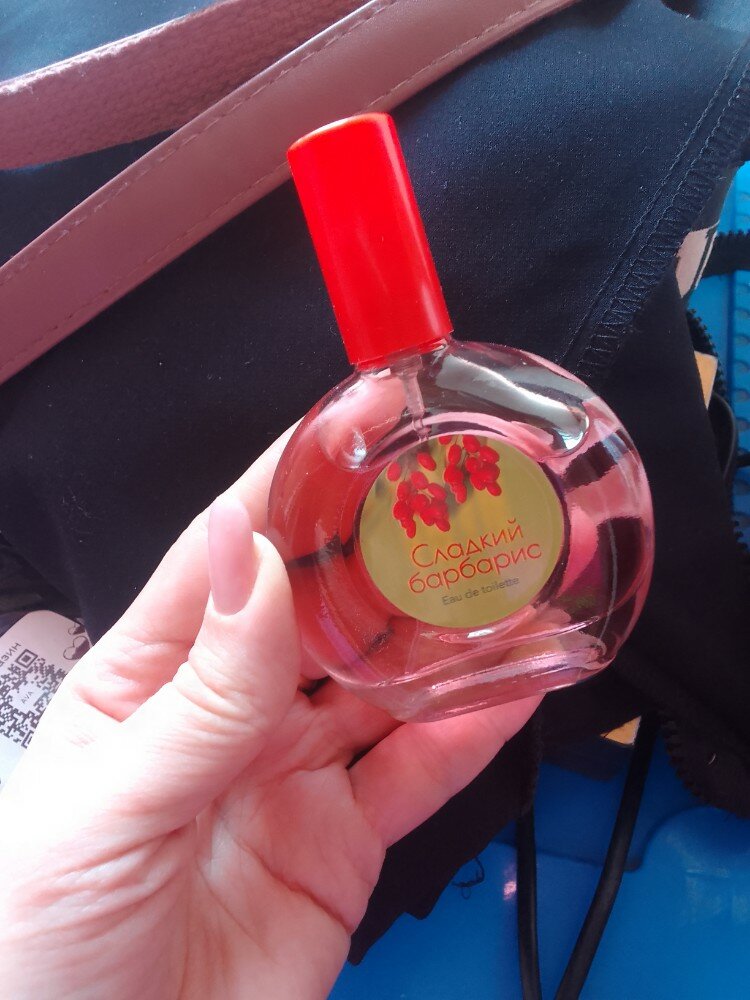 Сладкий
барбарис
Eau de toilette